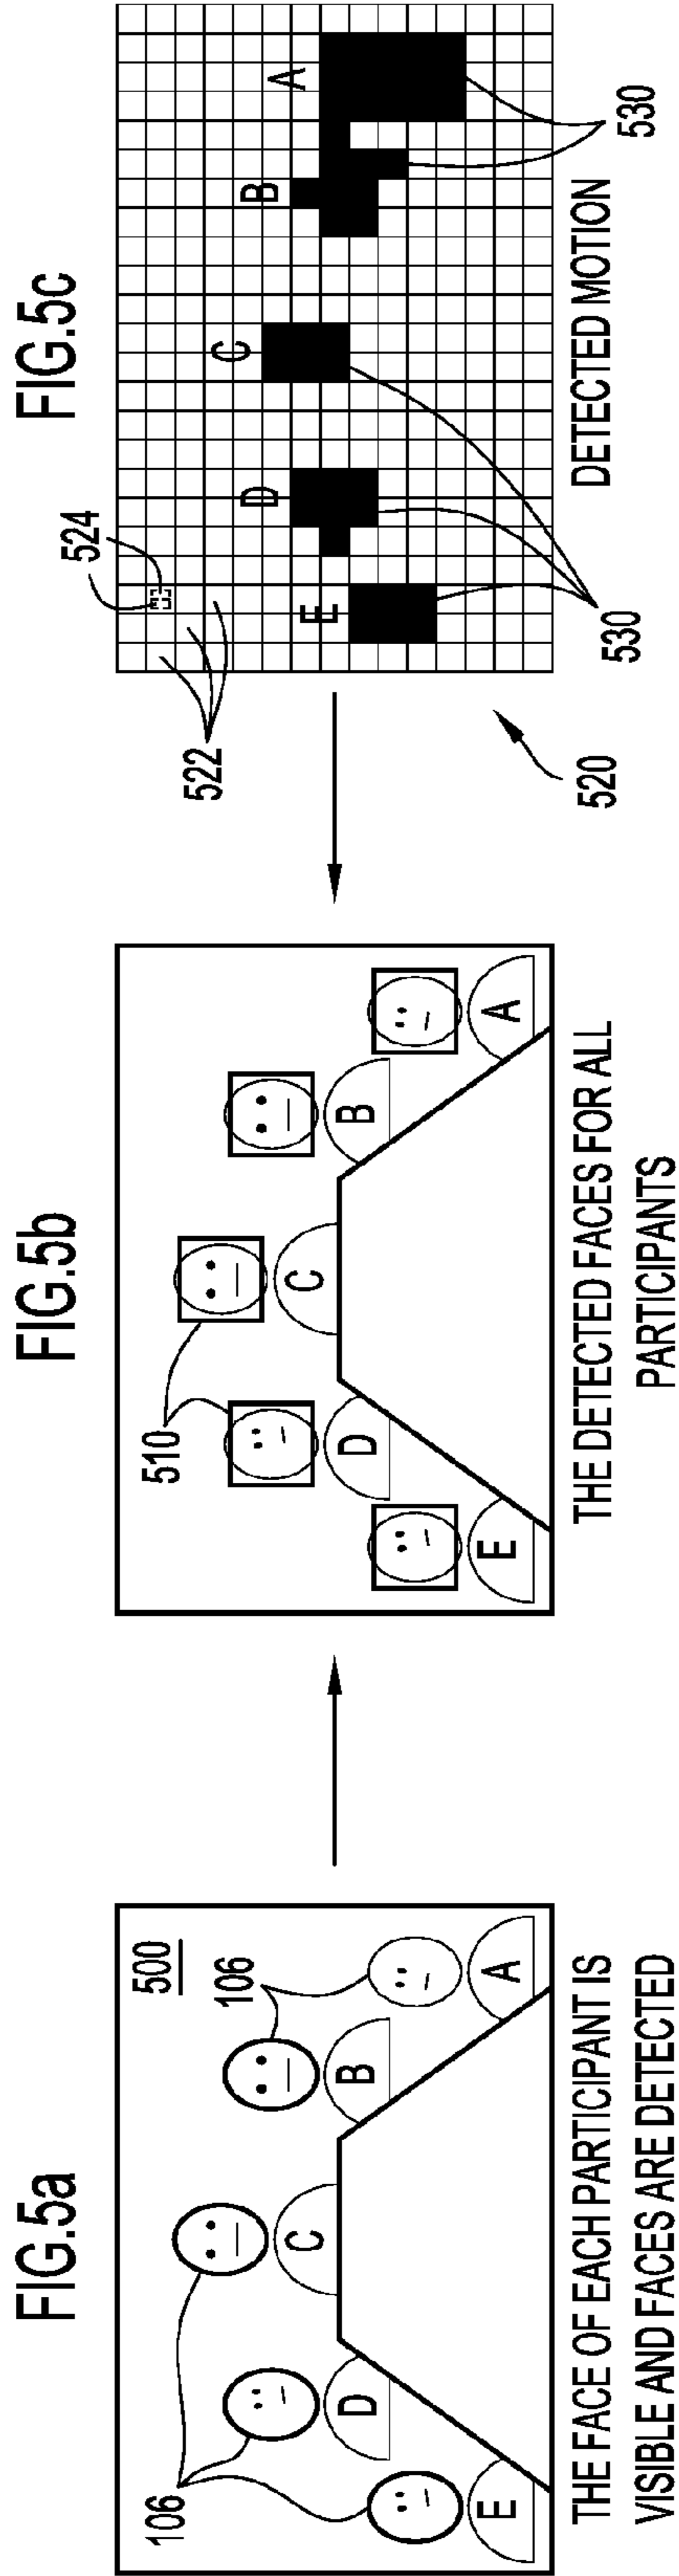 FIG.5a
500
106
106
A
B
C
D
E
THE FACE OF EACH PARTICIPANT IS
VISIBLE AND FACES ARE DETECTED
FIG.5b
510
A
B
C
D
E
THE DETECTED FACES FOR ALL
PARTICIPANTS
FIG.5c
524
522
A
B
C
D
E
530
530
520
DETECTED MOTION